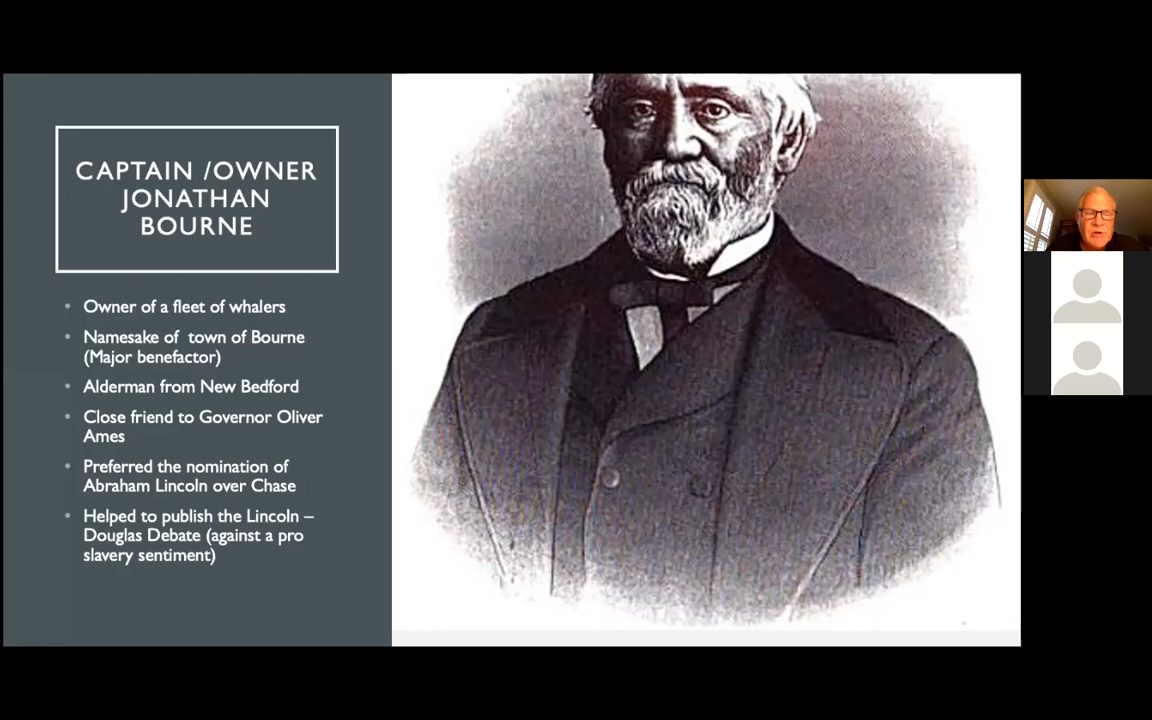 CAPTAIN /OWNER
JONATHAN
BOURNE
• Owner of a fleet of whalers
• Namesake of  town of Bourne
(Major benefactor)
• Alderman from New Bedford
• Close friend to Governor Oliver
Ames
• Preferred the nomination of
Abraham Lincoln over Chase
• Helped to publish the Lincoln –
Douglas Debate (against a pro
slavery sentiment)